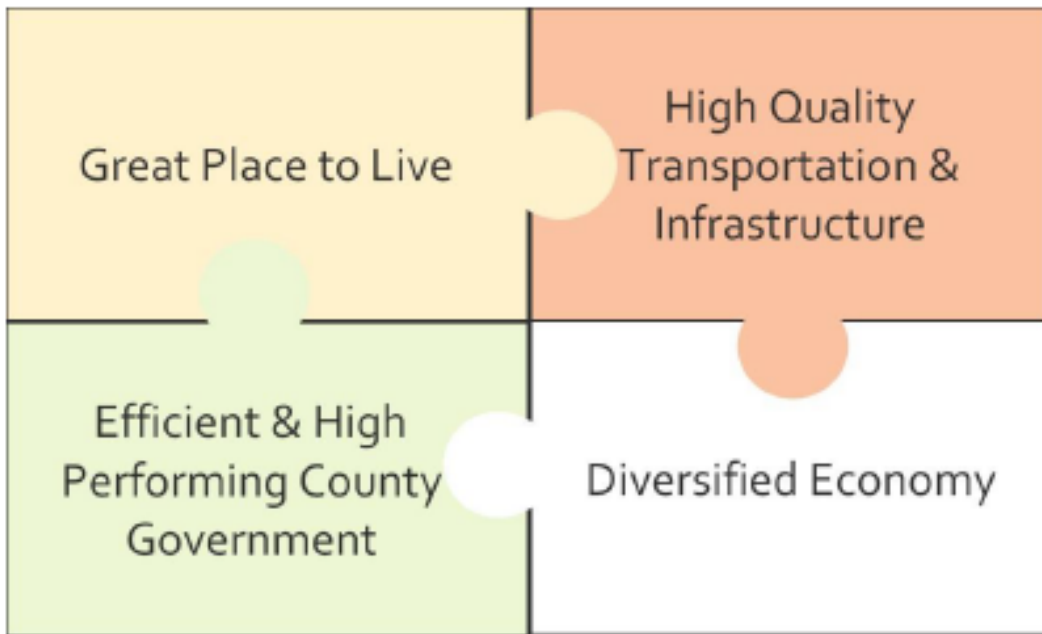 Great Place to Live
High Quality
Transportation &
Infrastructure
Efficient & High
Performing County
Government
Diversified Economy